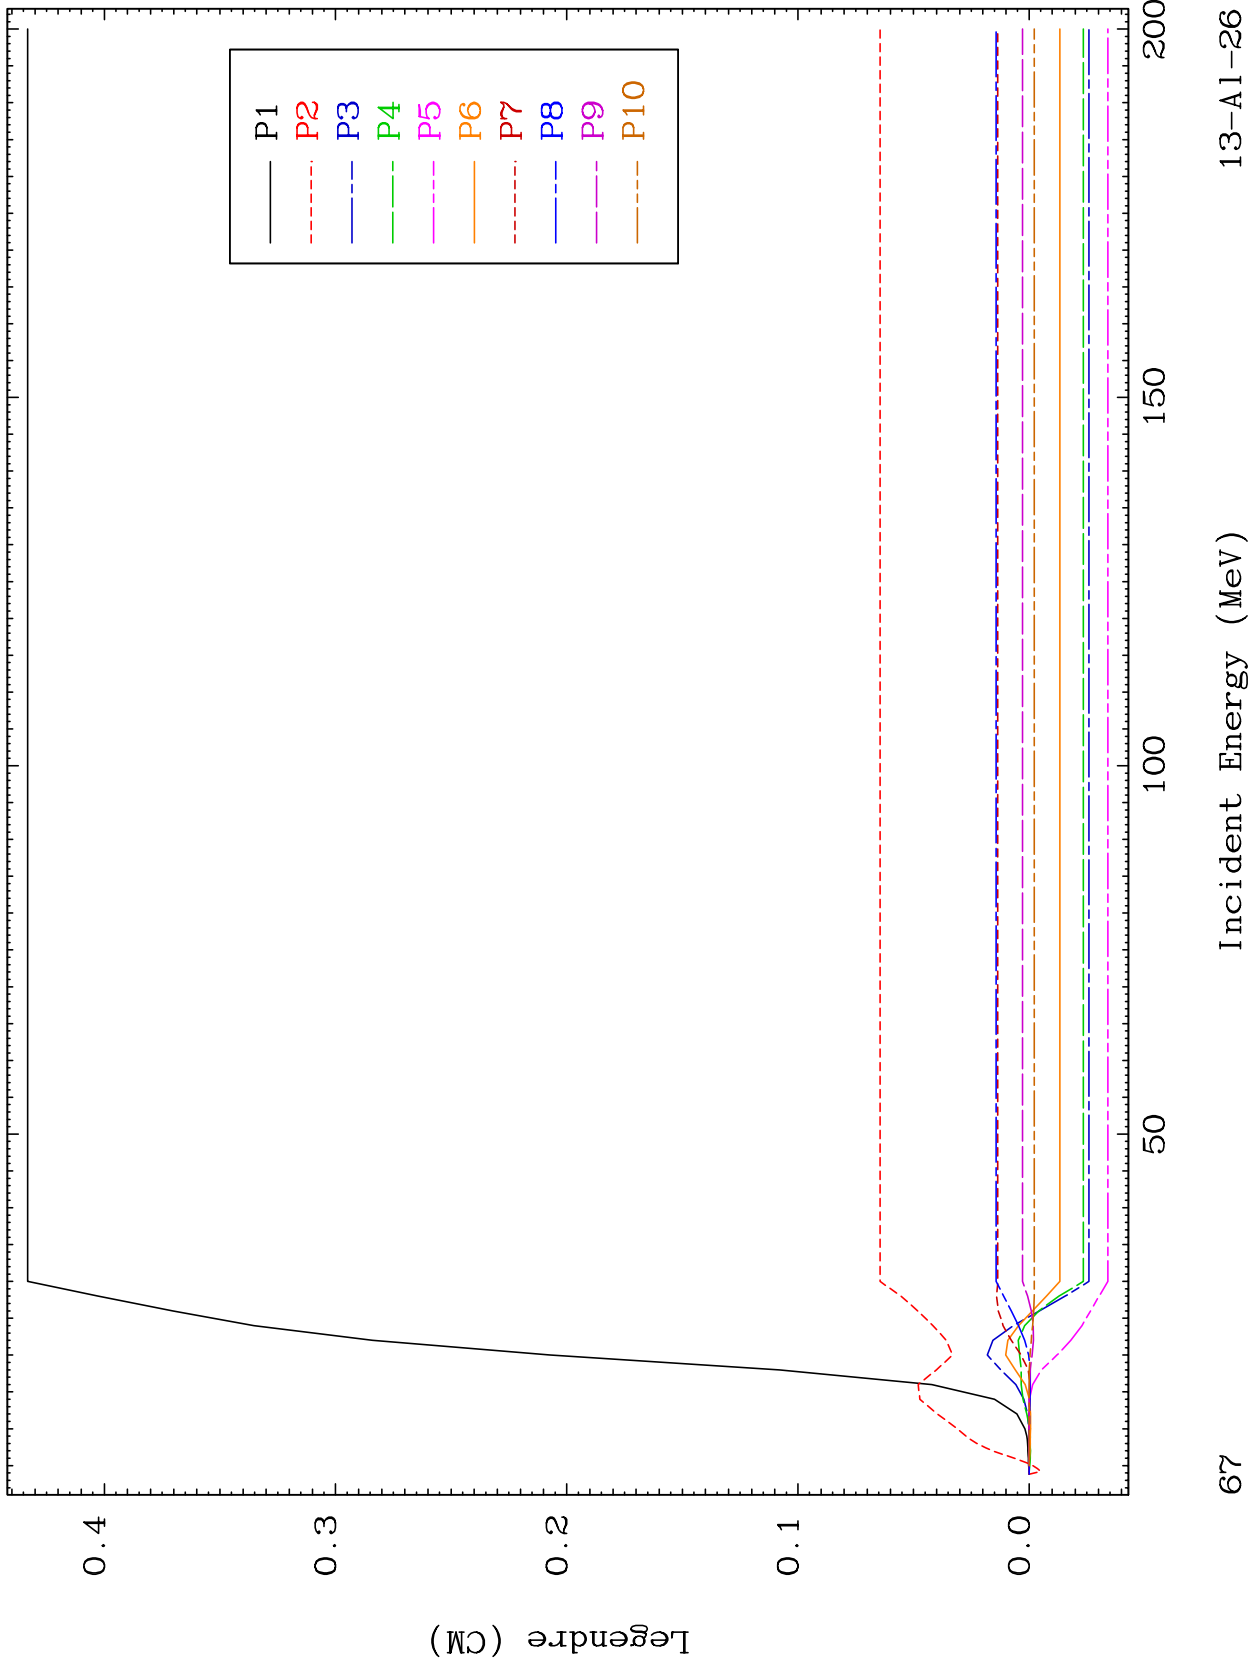 P1
P2
P3
P4
P5
P6
P7
P8
P9
P10
0.4
0.3
0.2
0.1
0.0
Legendre (CM)
50
100
150
200
Incident Energy (MeV)
67
13-Al-26